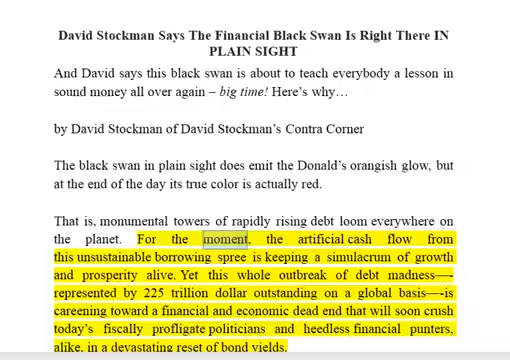 David Stockman Says The Financial Black Swan Is Right There IN
PLAIN SIGHT
And David says this black swan is about to teach everybody a lesson in
sound money all over again – big time! Here’s why…
by David Stockman of David Stockman’s Contra Corner
The black swan in plain sight does emit the Donald’s orangish glow, but
at the end of the day its true color is actually red.
That is, monumental towers of rapidly rising debt loom everywhere on
the planet. For the moment, the artificial cash flow from
this unsustainable borrowing spree is keeping a simulacrum of growth
and prosperity alive. Yet this whole outbreak of debt madness—-
represented by 225 trillion dollar outstanding on a global basis—-is
careening toward a financial and economic dead end that will soon crush
today’s fiscally profligate politicians and heedless financial punters,
alike, in a devastating reset of bond yields.